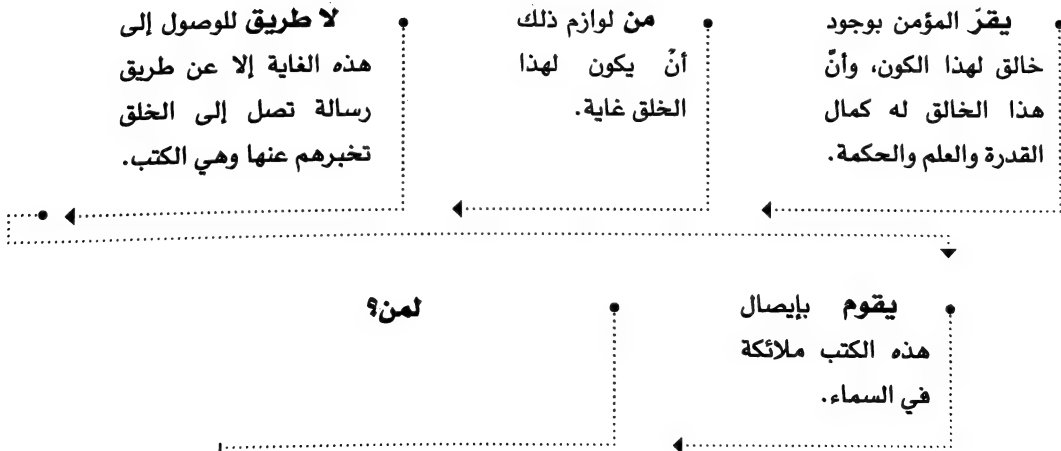 يقرّ المؤمن بوجود
خالق لهذا الكون، وأنّ
هذا الخالق له كمال
القدرة والعلم والحكمة.
من لوازم ذلك
أنْ يكون لهذا
الخلق غاية.
لا طريق للوصول إلى
هذه الغاية إلا عن طريق
رسالة تصل إلى الخلق
تخبرهم عنها وهي الكتب.
يقوم بإيصال
هذه الكتب ملائكة
في السماء.
لمن؟